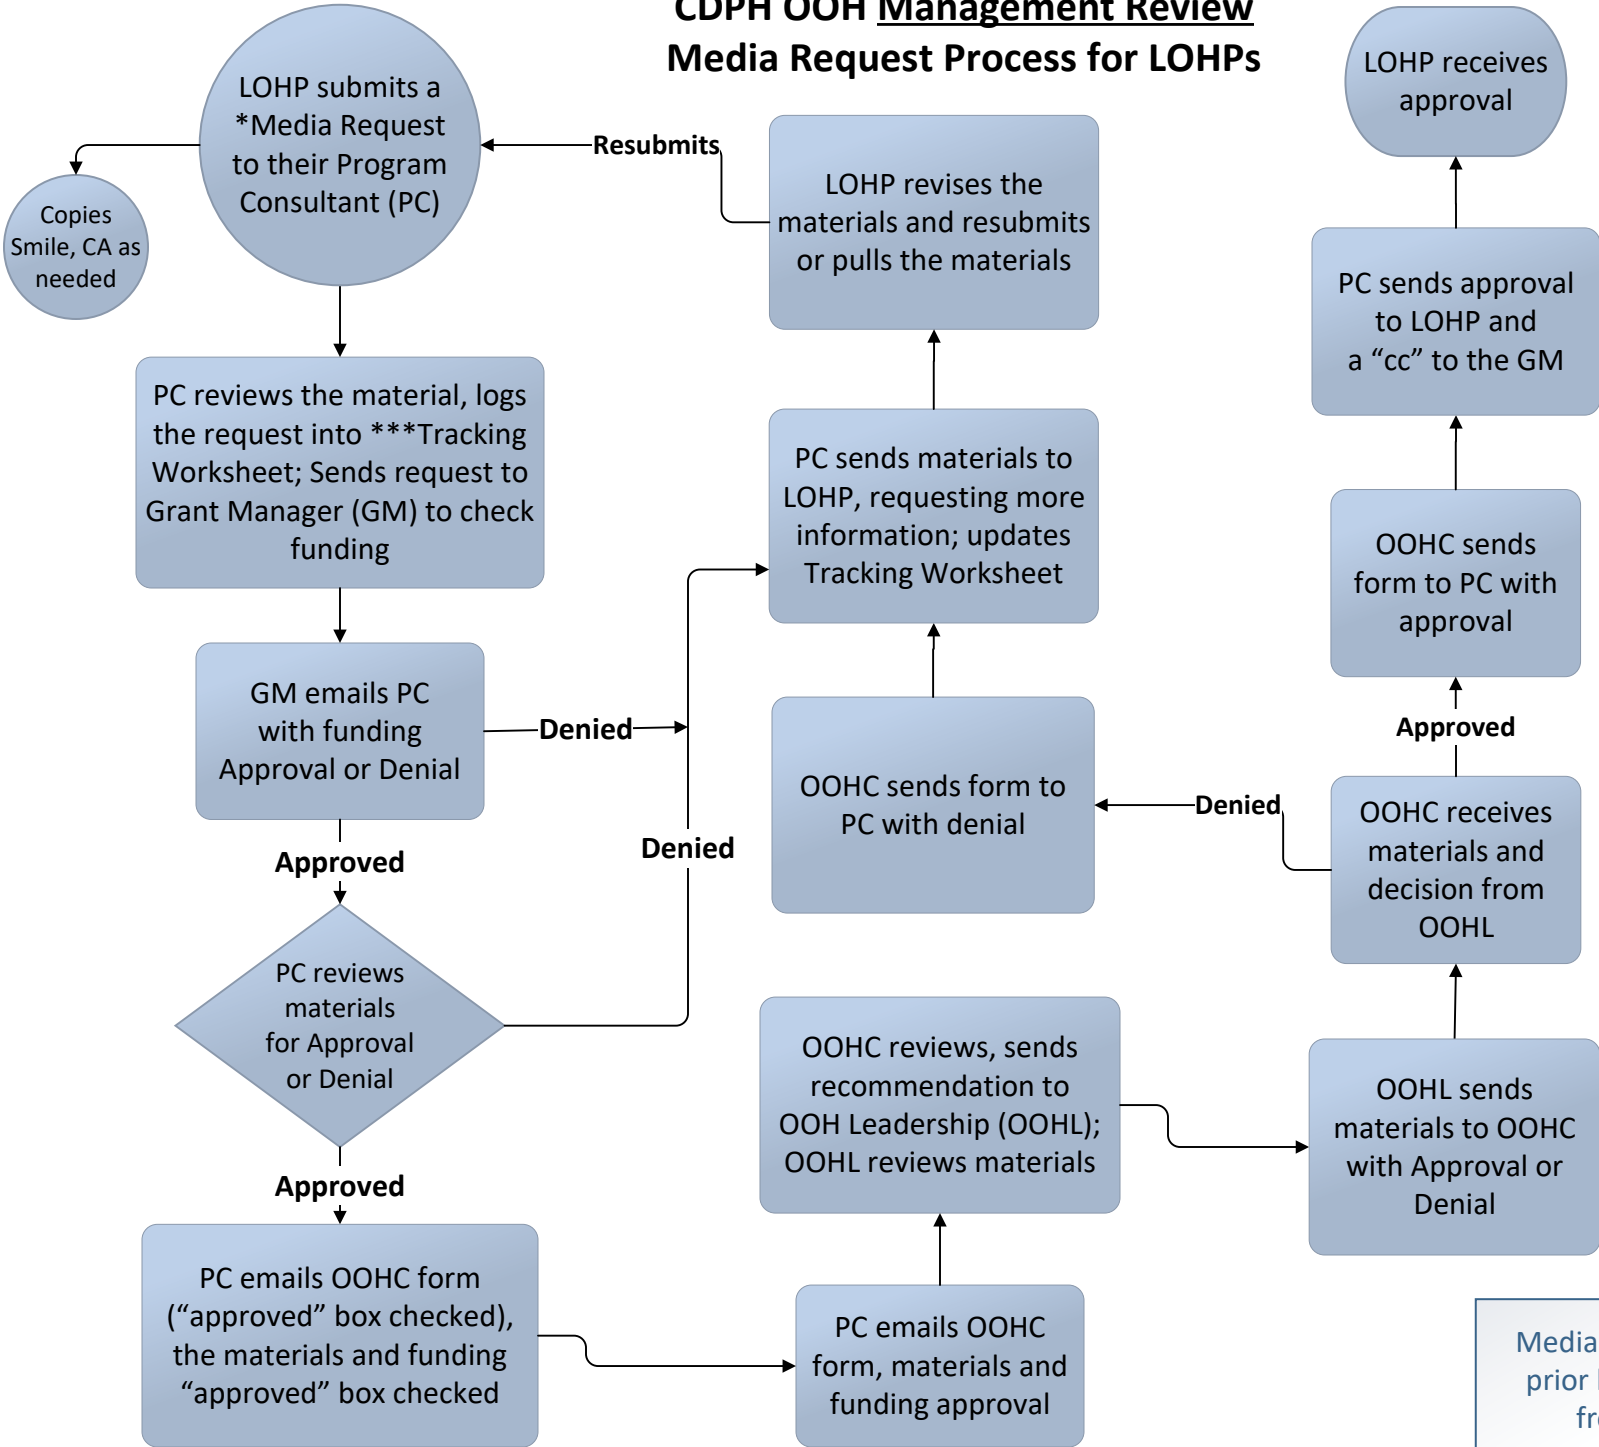 CDPH OOH Management Review
Media Request Process for LOHPs
LOHP submits a
*Media Request
to their Program
Consultant (PC)
Copies
Smile, CA as
needed
Resubmits
LOHP revises the
materials and resubmits
or pulls the materials
LOHP receives
approval
PC sends approval
to LOHP and
a “cc” to the GM
PC reviews the material, logs
the request into ***Tracking
Worksheet; Sends request to
Grant Manager (GM) to check
funding
PC sends materials to
LOHP, requesting more
information; updates
Tracking Worksheet
OOHC sends
form to PC with
approval
GM emails PC
with funding
Approval or Denial
Denied
Approved
OOHC sends form to
PC with denial
Denied
OOHC receives
materials and
decision from
OOHL
Approved
Denied
PC reviews
materials
for Approval
or Denial
OOHC reviews, sends
recommendation to
OOH Leadership (OOHL);
OOHL reviews materials
OOHL sends
materials to OOHC
with Approval or
Denial
Approved
PC emails OOHC form
(“approved” box checked),
the materials and funding
“approved” box checked
PC emails OOHC
form, materials and
funding approval
Media
prior